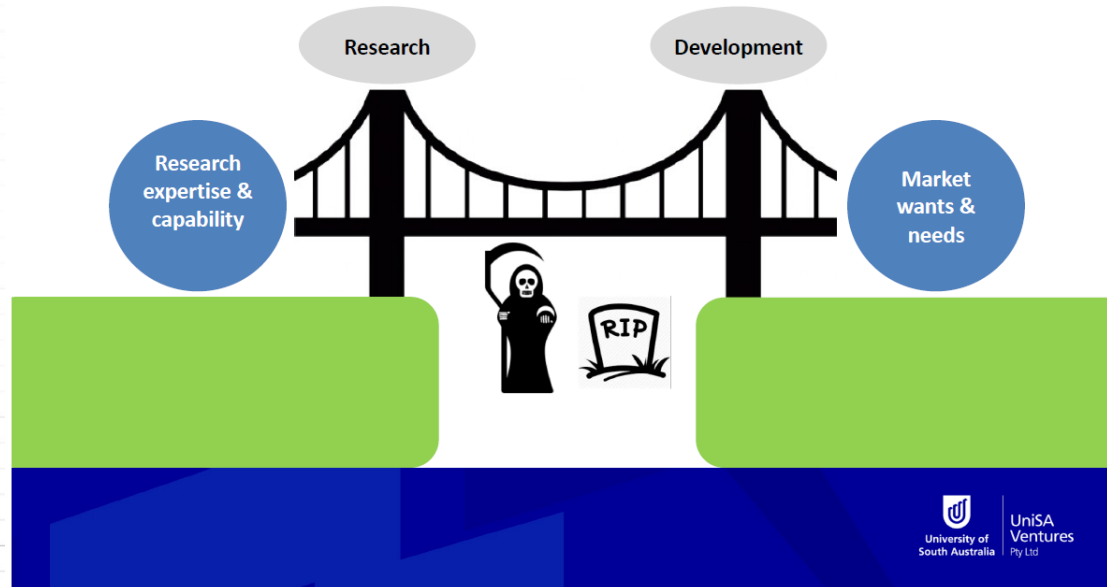 Research
Development
Research
expertise &
capability
Market
wants &
needs
RIP
University of
South Australia
UniSA
Ventures
Pty Ltd